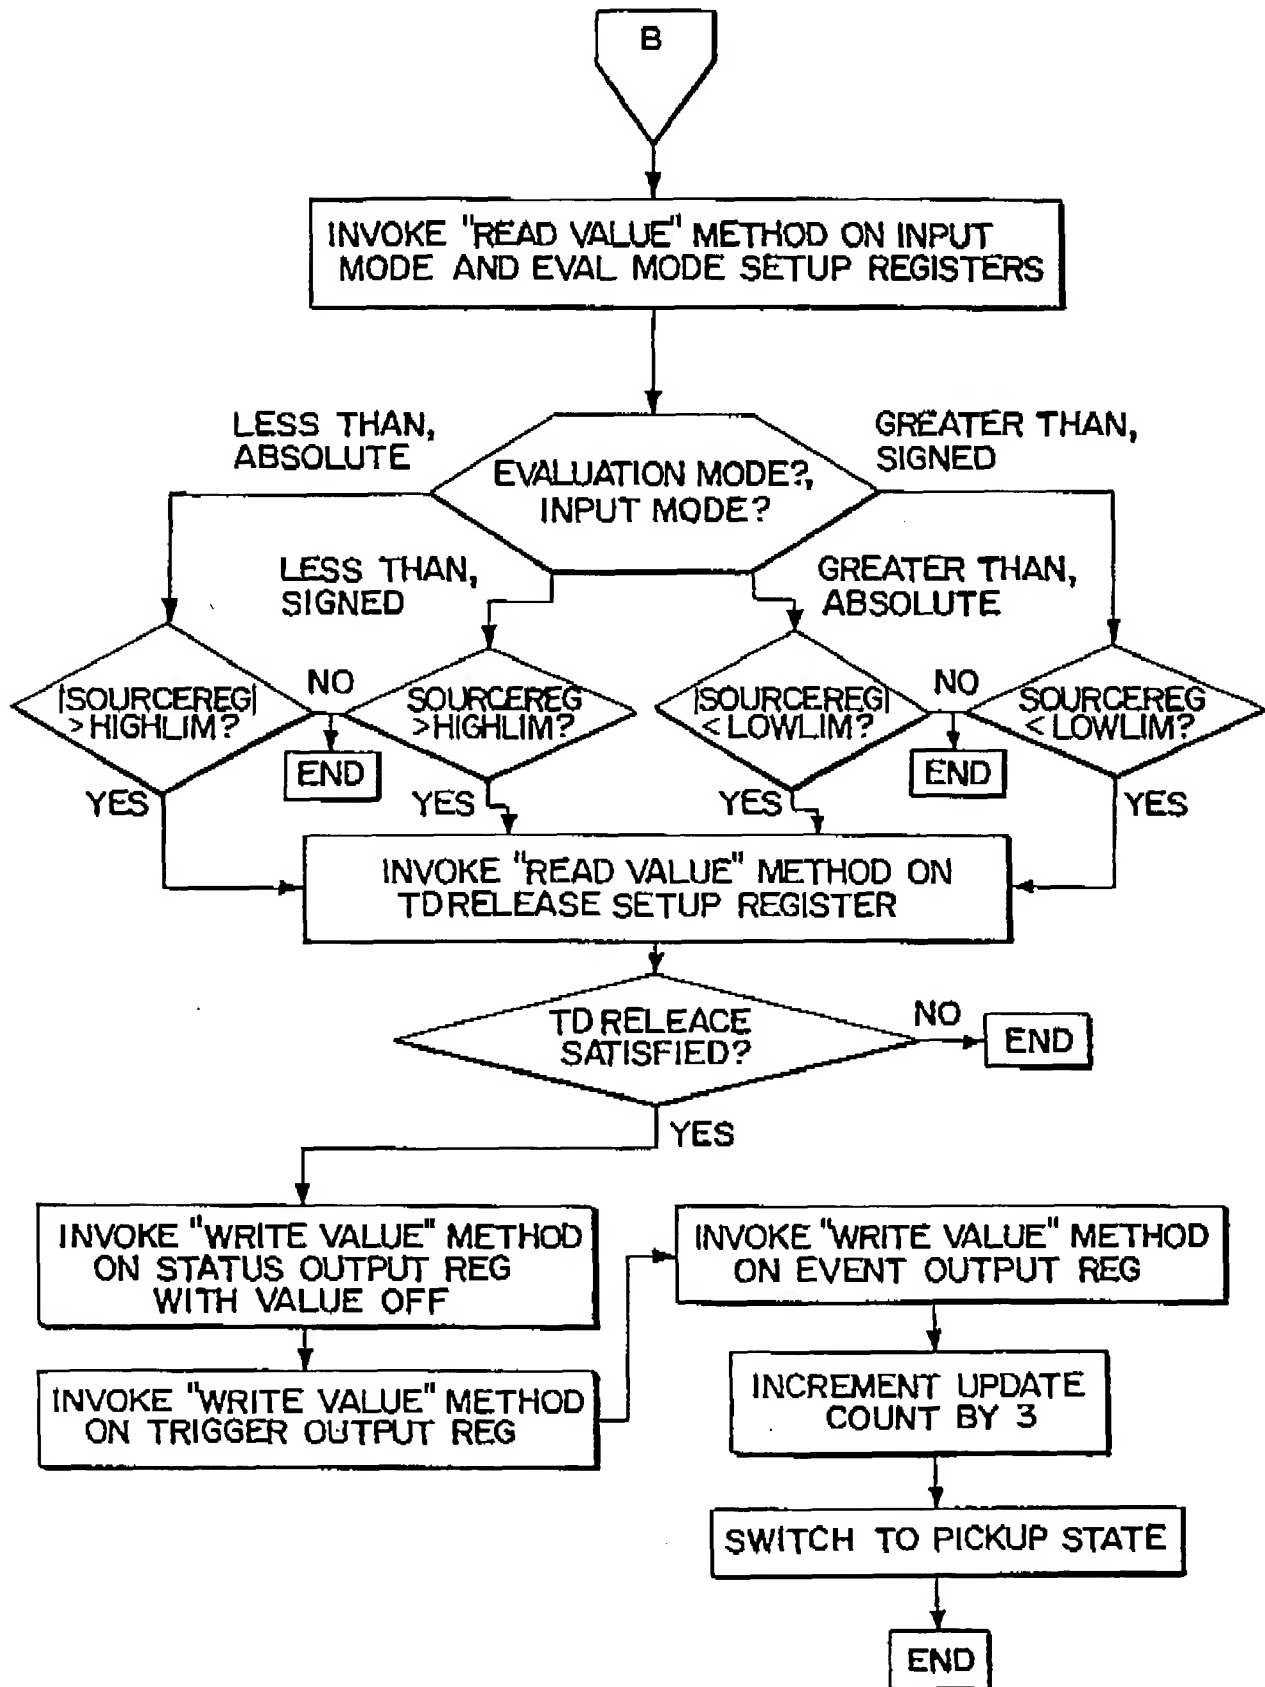 B
INVOKE "READ VALUE" METHOD ON INPUT
MODE AND EVAL MODE SETUP REGISTERS
LESS THAN,
ABSOLUTE
GREATER THAN,
SIGNED
EVALUATION MODE?,
INPUT MODE?
LESS THAN,
SIGNED
GREATER THAN,
ABSOLUTE
|SOURCEREG|
>HIGHLIM?
NO
SOURCEREG
>HIGHLIM?
|SOURCEREG|
<LOWLIM?
NO
SOURCEREG
<LOWLIM?
END
END
YES
YES
YES
YES
INVOKE "READ VALUE" METHOD ON
TD RELEASE SETUP REGISTER
TD RELEACE
SATISFIED?
NO
END
YES
INVOKE "WRITE VALUE" METHOD
ON STATUS OUTPUT REG
WITH VALUE OFF
INVOKE "WRITE VALUE" METHOD
ON TRIGGER OUTPUT REG
INVOKE "WRITE VALUE" METHOD
ON EVENT OUTPUT REG
INCREMENT UPDATE
COUNT BY 3
SWITCH TO PICKUP STATE
END